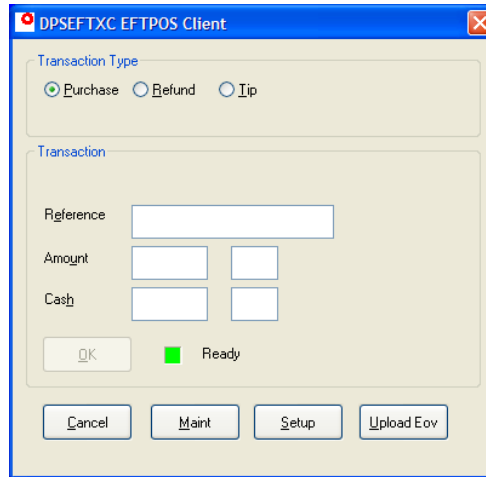 DPSEFTXC EFTPOS Client
Transaction Type
Purchase Refund Tip
Transaction
Reference
Amount
Cash
OK Ready
Cancel Maint Setup Upload Eov